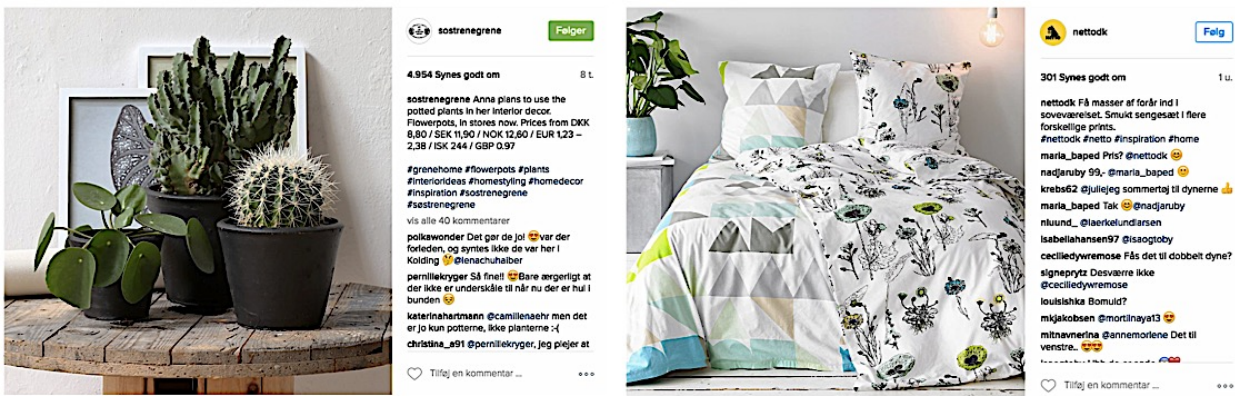 sostrenegrene
Følger
4.954 Synes godt om
8 t.
sostrenegrene Anna plans to use the
potted plants in her interior decor.
Flowerpots, in stores now. Prices from DKK
8,80 / SEK 11,90 / NOK 12,60 / EUR 1,23 –
2,38 / ISK 244 / GBP 0.97
#grenehome #flowerpots #plants
#interiorideas #homestyling #homedecor
#inspiration #sostrenegrene
#søstrenegrene
vis alle 40 kommentarer
polkawonder Det gør de jo! 😍var der
forleden, og syntes ikke de var her i
Kolding 🤔@lenachuhalber
pernillekryger Så fine!! 😍Bare ærgerligt at
der ikke er underskåle til når nu der er hul i
bunden 😔
katerinahartmann @camillenaehr men det
er jo kun potterne, ikke planterne :-(
christina_a91 @pernillekryger, jeg plejer at
Tilføj en kommentar ...
nettodk
Følg
301 Synes godt om
1 u.
nettodk Få masser af forår ind i
soveværelset. Smukt sengesæt i flere
forskellige prints.
#nettodk #netto #inspiration #home
maria_baped Pris? @nettodk 😊
nadjaruby 99,- @maria_baped 🙂
krebs62 @juliejeg sommertøj til dynerne 👍
maria_baped Tak 😊@nadjaruby
nluund_ @laerkelundlarsen
isabellahansen97 @isaogtoby
ceciliedywremose Fås det til dobbelt dyne?
signeprytz Desværre ikke
@ceciliedywremose
louisishka Bomuld?
mkjakobsen @mortilnaya13 😍
mitnavnerina @annemorlene Det til
venstre.. 😍😍
Tilføj en kommentar ...